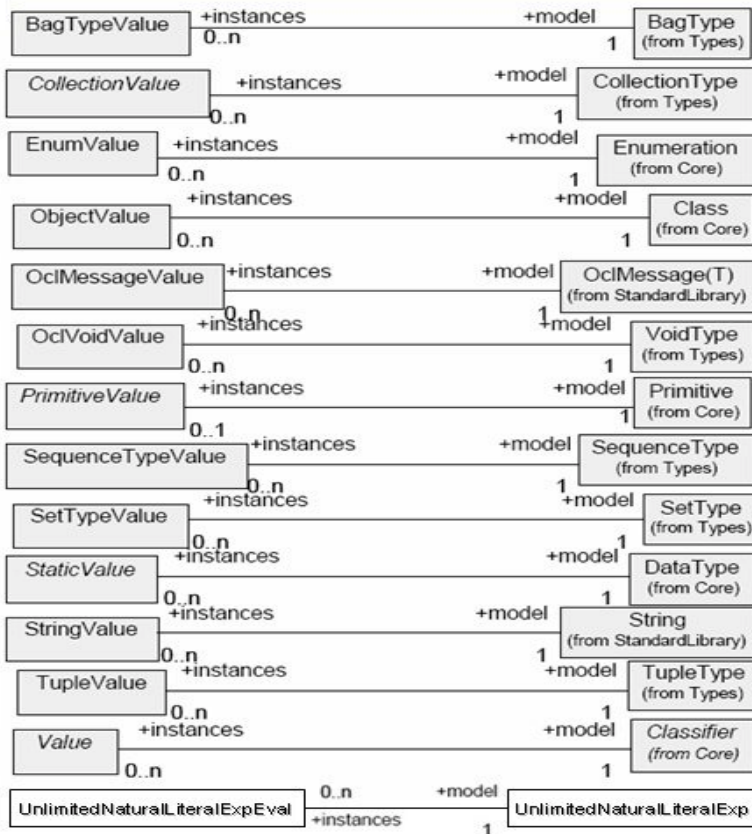 BagTypeValue +instances 0..n +model 1 BagType
(from Types)
CollectionValue +instances 0..n +model 1 CollectionType
(from Types)
EnumValue +instances 0..n +model 1 Enumeration
(from Core)
ObjectValue +instances 0..n +model 1 Class
(from Core)
OclMessageValue +instances 0..n +model 1 OclMessage(T)
(from StandardLibrary)
OclVoidValue +instances 0..n +model 1 VoidType
(from Types)
PrimitiveValue +instances 0..1 +model 1 Primitive
(from Core)
SequenceTypeValue +instances 0..n +model 1 SequenceType
(from Types)
SetTypeValue +instances 0..n +model 1 SetType
(from Types)
StaticValue +instances 0..n +model 1 DataType
(from Core)
StringValue +instances 0..n +model 1 String
(from StandardLibrary)
TupleValue +instances 0..n +model 1 TupleType
(from Types)
Value +instances 0..n +model 1 Classifier
(from Core)
UnlimitedNaturalLiteralExpEval 0..n +instances +model 1 UnlimitedNaturalLiteralExp